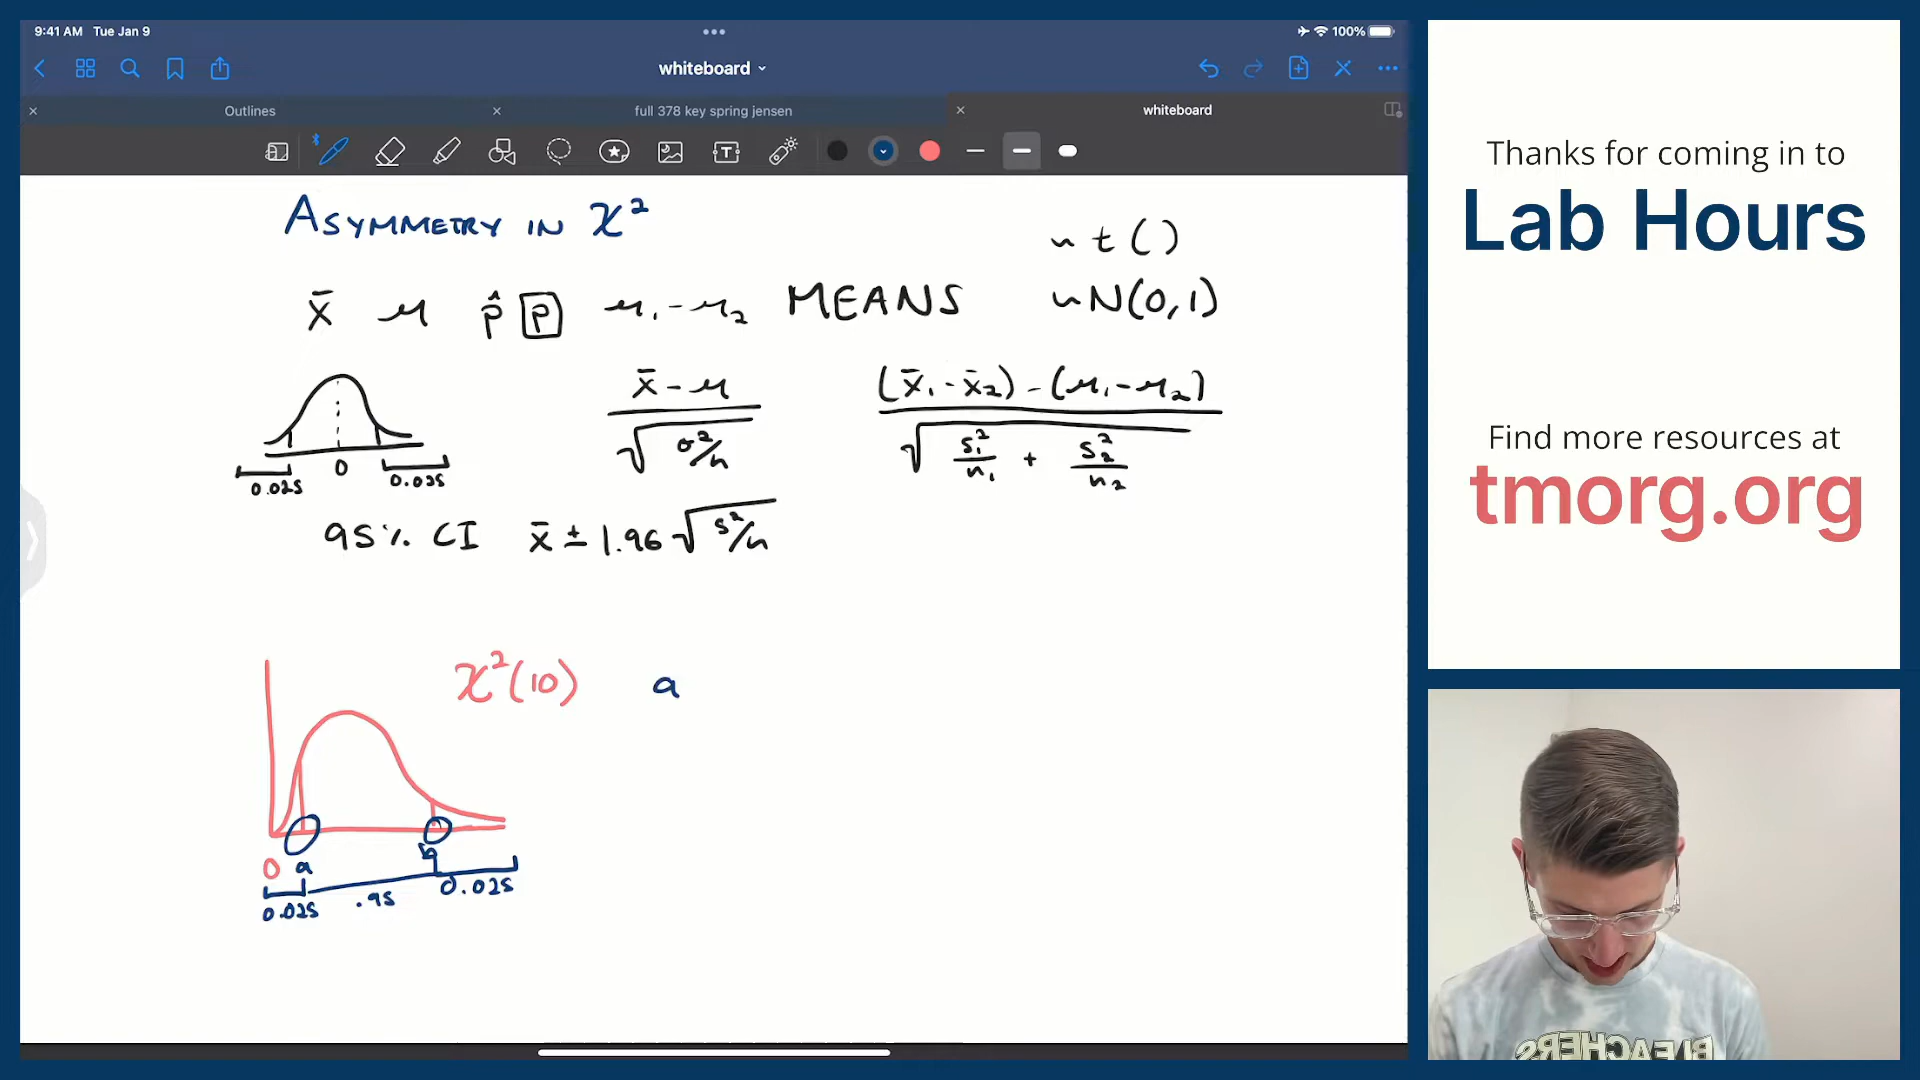 9:41 AM Tue Jan 9
100%
whiteboard
Outlines
full 378 key spring jensen
whiteboard
ASYMMETRY IN χ²
~ t ( )
x̄ μ p̂ p μ₁-μ₂ MEANS ~N(0,1)
x̄ - μ
√σ²/n
(x̄₁-x̄₂) - (μ₁-μ₂)
√ s₁²/n₁ + s₂²/n₂
0.025 0 0.025
95% CI x̄ ± 1.96 √s²/n
χ²(10) a
0 a b
0.025 .95 0.025
Thanks for coming in to
Lab Hours
Find more resources at
tmorg.org
BLEACHERS